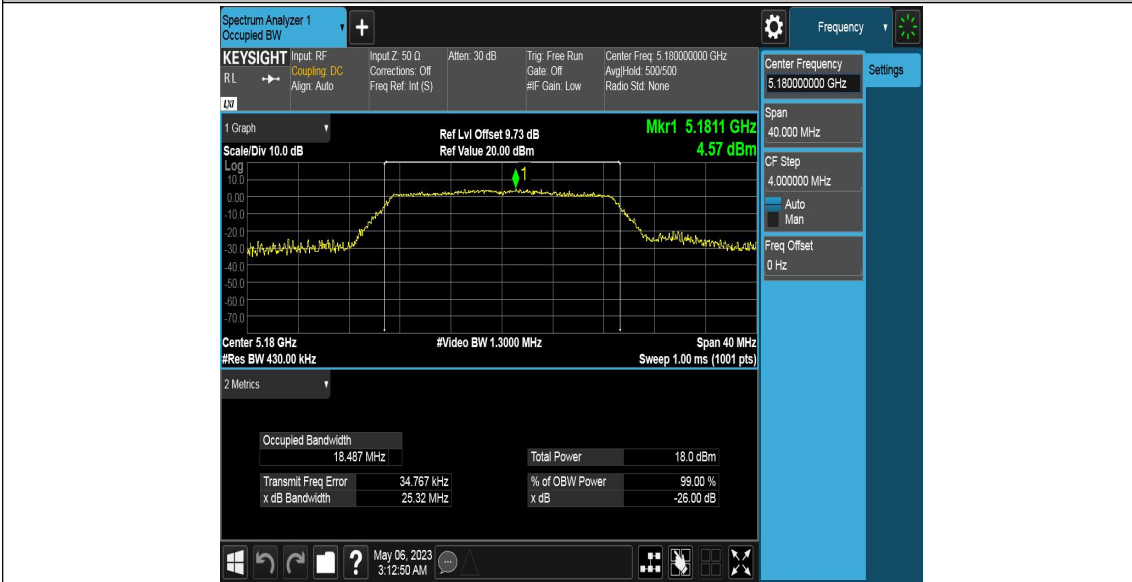 Spectrum Analyzer 1
Occupied BW
+
Frequency
KEYSIGHT
Input: RF
Coupling: DC
Align: Auto
R L
LXI
Input Z: 50 Ω
Corrections: Off
Freq Ref: Int (S)
Atten: 30 dB
Trig: Free Run
Gate: Off
#IF Gain: Low
Center Freq: 5.180000000 GHz
Avg|Hold: 500/500
Radio Std: None
Center Frequency
5.180000000 GHz
Settings
Span
40.000 MHz
CF Step
4.000000 MHz
Auto
Man
Freq Offset
0 Hz
1 Graph
Ref Lvl Offset 9.73 dB
Mkr1 5.1811 GHz
Scale/Div 10.0 dB
Ref Value 20.00 dBm
4.57 dBm
Log
10.0
0.00
-10.0
-20.0
-30.0
-40.0
-50.0
-60.0
-70.0
1
Center 5.18 GHz
#Video BW 1.3000 MHz
Span 40 MHz
#Res BW 430.00 kHz
Sweep 1.00 ms (1001 pts)
2 Metrics
Occupied Bandwidth
18.487 MHz
Total Power 18.0 dBm
Transmit Freq Error 34.767 kHz
% of OBW Power 99.00 %
x dB Bandwidth 25.32 MHz
x dB -26.00 dB
?
May 06, 2023
3:12:50 AM